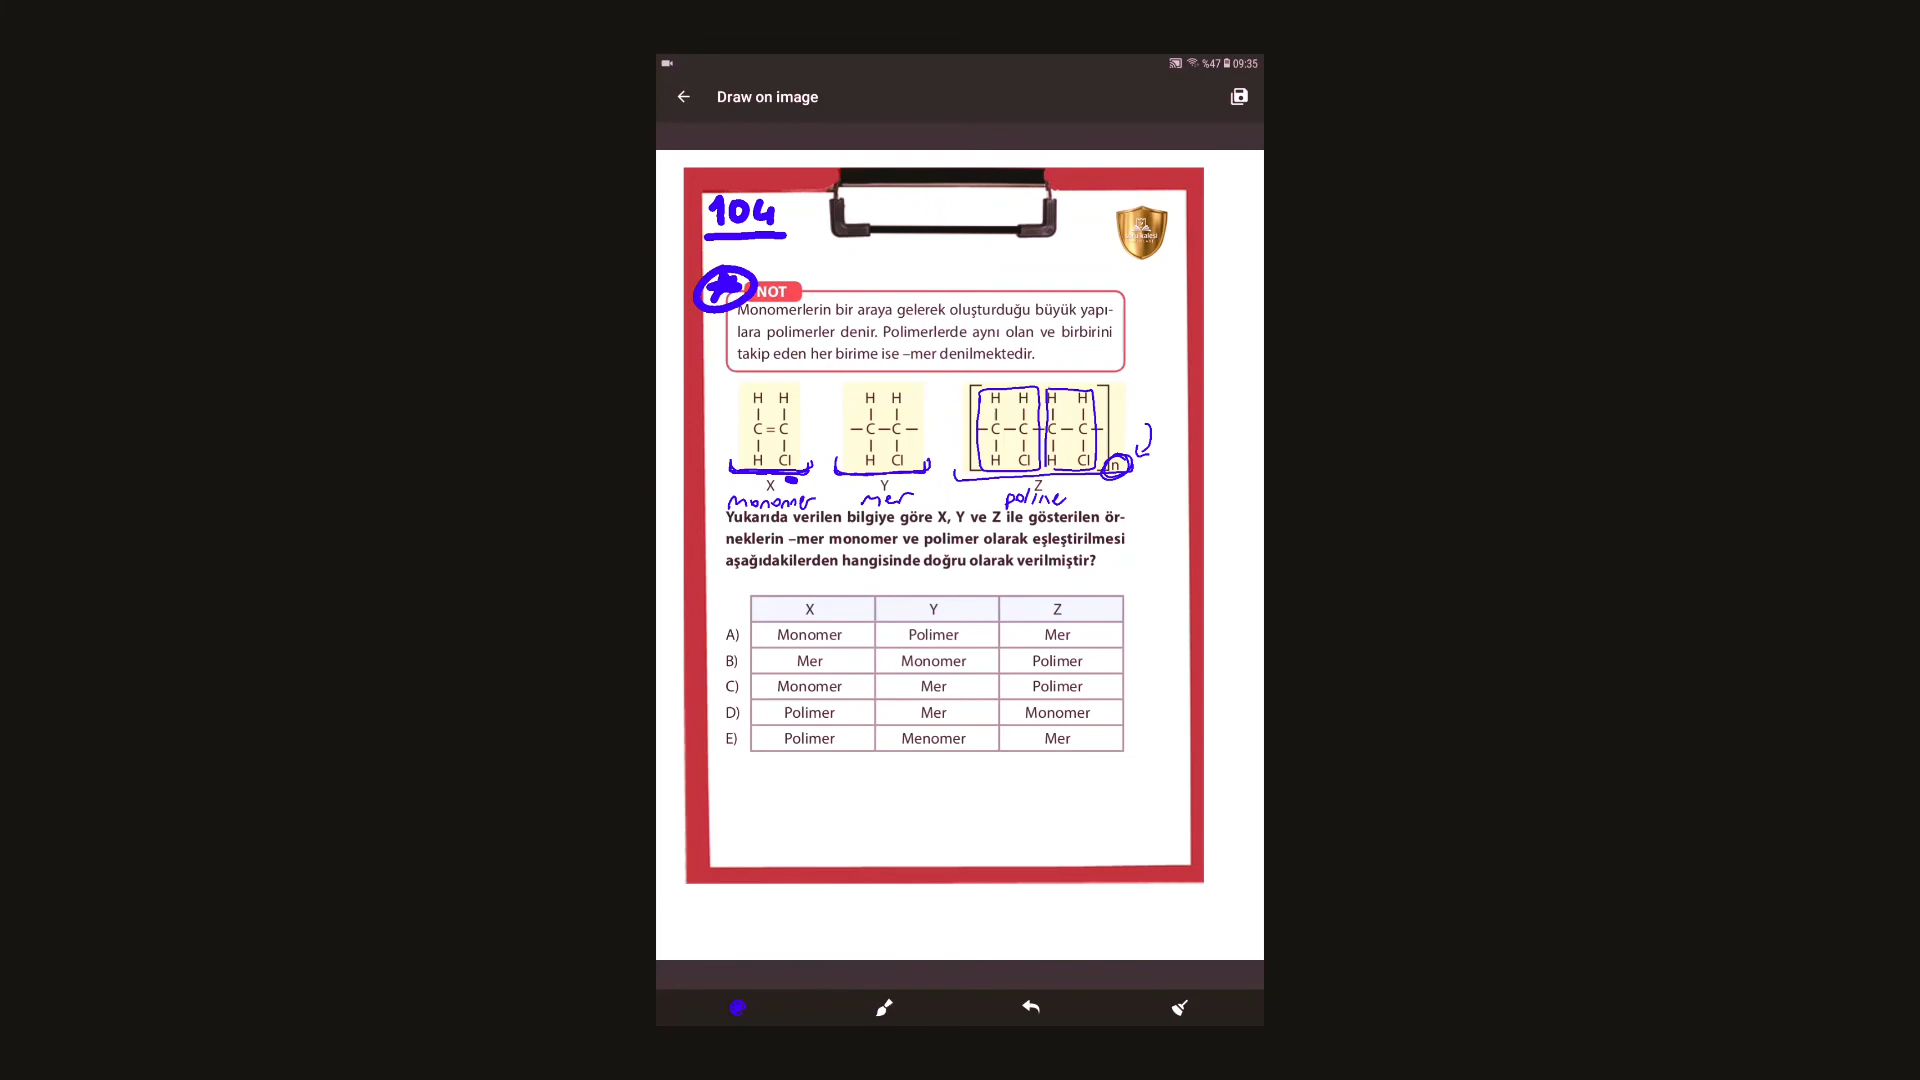 %47 09:35
Draw on image
104
NOT
Monomerlerin bir araya gelerek oluşturduğu büyük yapı-
lara polimerler denir. Polimerlerde aynı olan ve birbirini
takip eden her birime ise –mer denilmektedir.
H H H H H H H H
C = C – C – C – – C – C – C – C –
H Cl H Cl H Cl H Cl n
X Y Z
monomer mer polime
Yukarıda verilen bilgiye göre X, Y ve Z ile gösterilen ör-
neklerin –mer monomer ve polimer olarak eşleştirilmesi
aşağıdakilerden hangisinde doğru olarak verilmiştir?
X Y Z
A) Monomer Polimer Mer
B) Mer Monomer Polimer
C) Monomer Mer Polimer
D) Polimer Mer Monomer
E) Polimer Menomer Mer